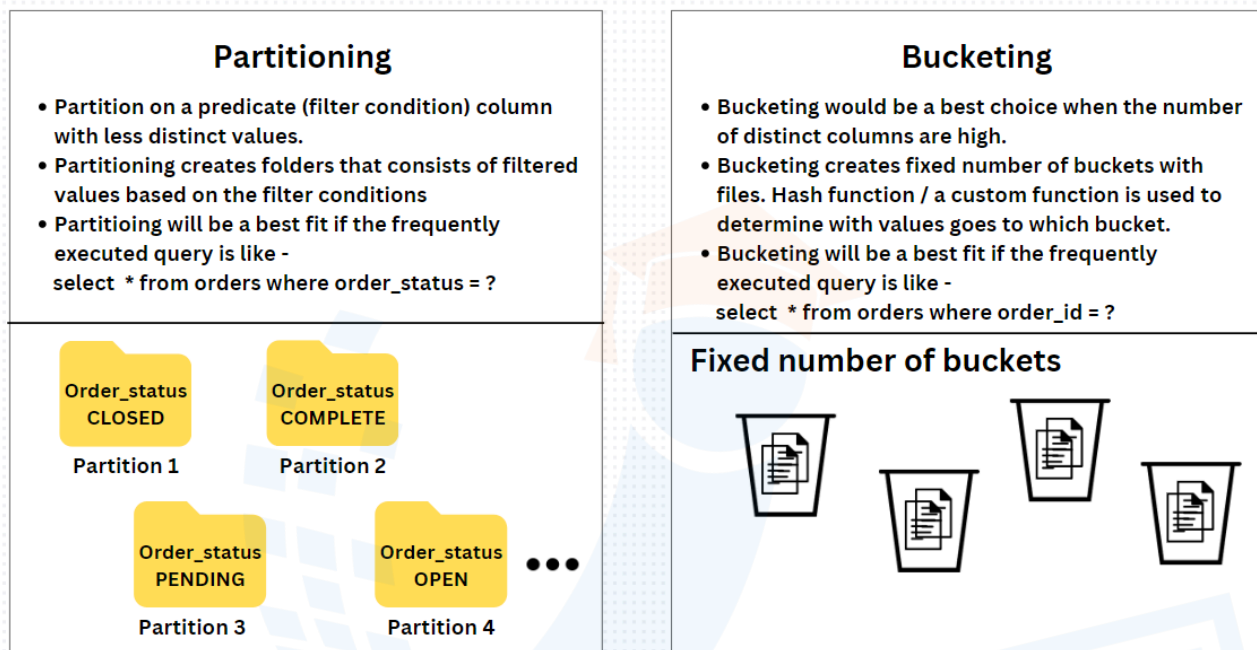 Partitioning
• Partition on a predicate (filter condition) column
with less distinct values.
• Partitioning creates folders that consists of filtered
values based on the filter conditions
• Partitioing will be a best fit if the frequently
executed query is like -
select * from orders where order_status = ?
Order_status
CLOSED
Partition 1
Order_status
COMPLETE
Partition 2
Order_status
PENDING
Partition 3
Order_status
OPEN
Partition 4
•••
Bucketing
• Bucketing would be a best choice when the number
of distinct columns are high.
• Bucketing creates fixed number of buckets with
files. Hash function / a custom function is used to
determine with values goes to which bucket.
• Bucketing will be a best fit if the frequently
executed query is like -
select * from orders where order_id = ?
Fixed number of buckets